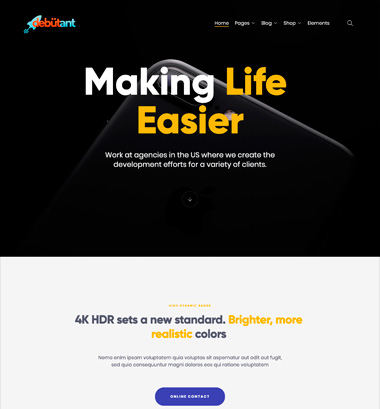 debütant
Home Pages Blog Shop Elements
Making Life
Easier
Work at agencies in the US where we create the
development efforts for a variety of clients.
HIGH DYNAMIC RANGE
4K HDR sets a new standard. Brighter, more
realistic colors
Nemo enim ipsam voluptatem quia voluptas sit aspernatur aut odit aut fugit,
sed quia consequuntur magni dolores eos qui ratione voluptatem
ONLINE CONTACT